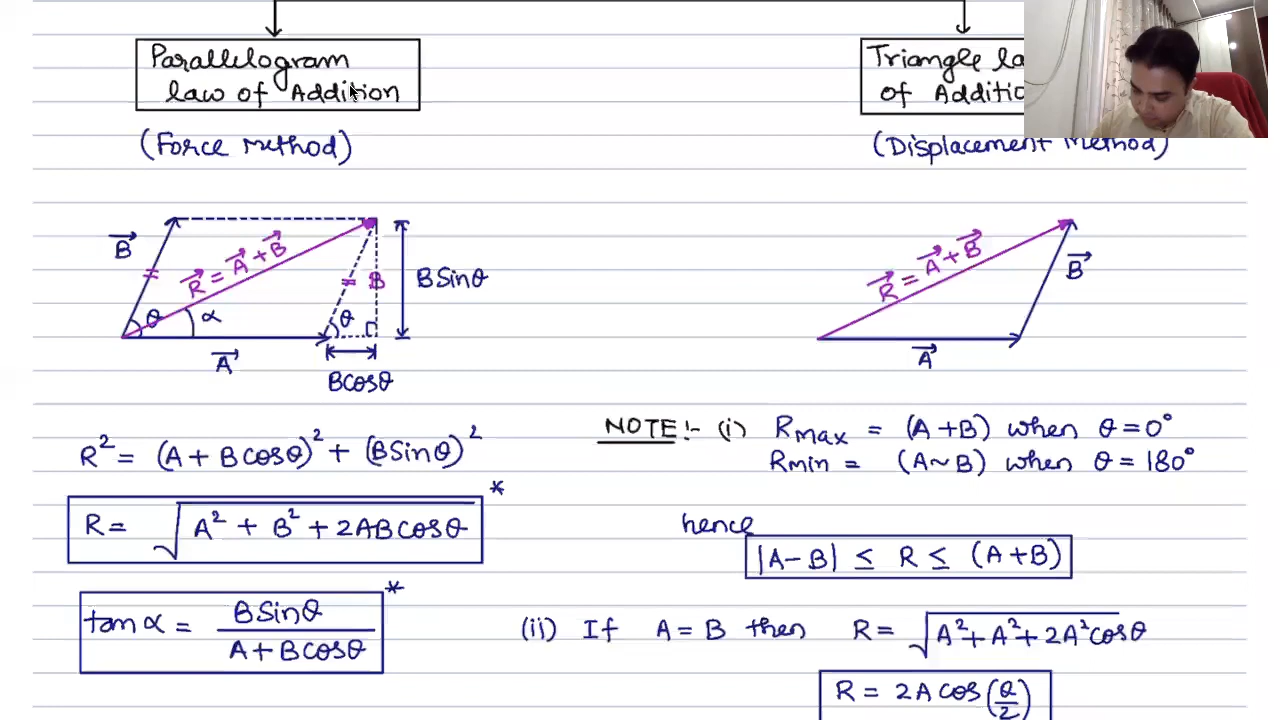 Parallelogram
law of Addition
(Force Method)
Triangle la
of Additio
(Displacement Method)
B⃗
R⃗ = A⃗ + B⃗
θ
α
A⃗
B
θ
BSinθ
Bcosθ
R⃗ = A⃗ + B⃗
B⃗
A⃗
R² = (A + Bcosθ)² + (BSinθ)²
R = √(A² + B² + 2ABcosθ) *
tanα = BSinθ / A + Bcosθ *
NOTE :- (i) Rmax = (A + B) when θ = 0°
Rmin = (A ~ B) when θ = 180°
hence
|A - B| ≤ R ≤ (A + B)
(ii) If A = B then R = √(A² + A² + 2A²cosθ)
R = 2A cos(θ/2)